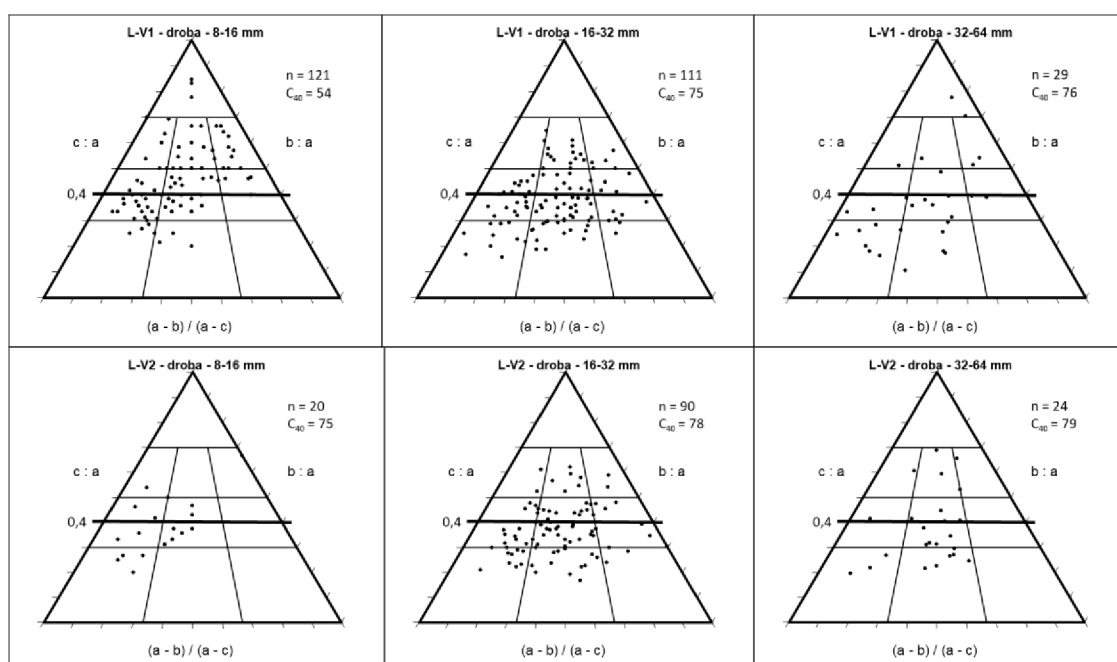 L-V1 - droba - 8-16 mm
n = 121
C₄₀ = 54
c : a
b : a
0,4
(a - b) / (a - c)
L-V1 - droba - 16-32 mm
n = 111
C₄₀ = 75
c : a
b : a
0,4
(a - b) / (a - c)
L-V1 - droba - 32-64 mm
n = 29
C₄₀ = 76
c : a
b : a
0,4
(a - b) / (a - c)
L-V2 - droba - 8-16 mm
n = 20
C₄₀ = 75
c : a
b : a
0,4
(a - b) / (a - c)
L-V2 - droba - 16-32 mm
n = 90
C₄₀ = 78
c : a
b : a
0,4
(a - b) / (a - c)
L-V2 - droba - 32-64 mm
n = 24
C₄₀ = 79
c : a
b : a
0,4
(a - b) / (a - c)